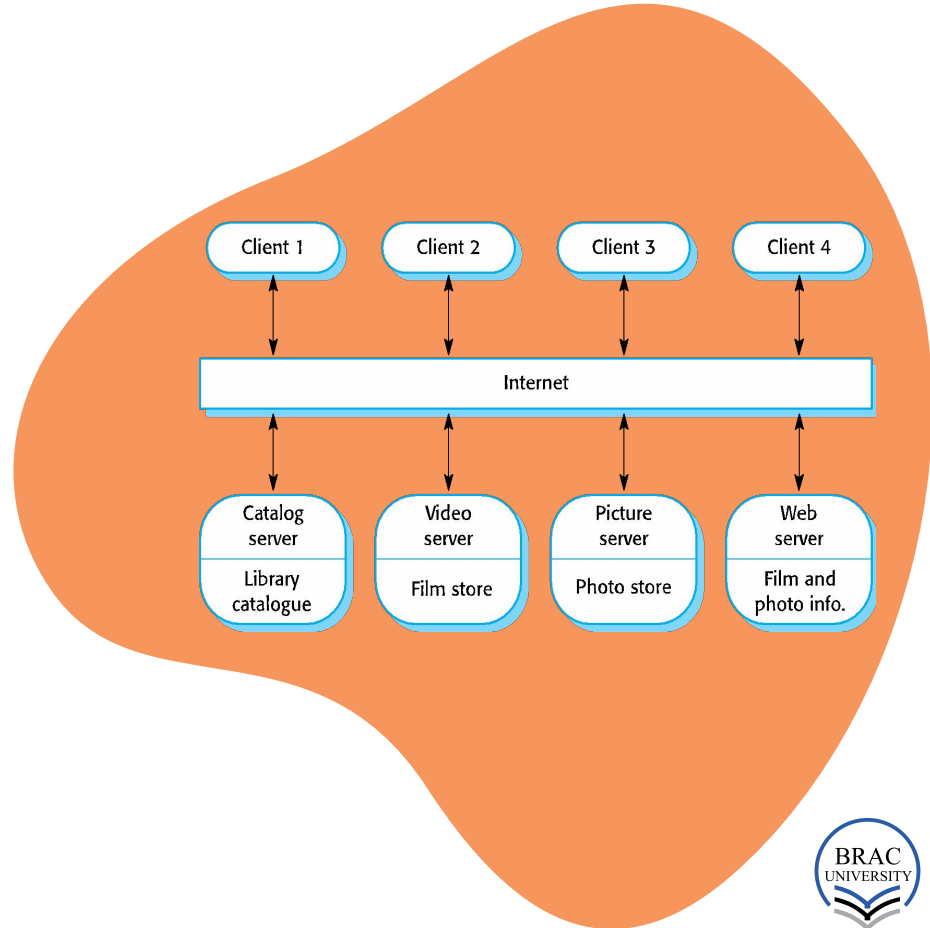 Client 1
Client 2
Client 3
Client 4
Internet
Catalog
server
Library
catalogue
Video
server
Film store
Picture
server
Photo store
Web
server
Film and
photo info.
BRAC
UNIVERSITY